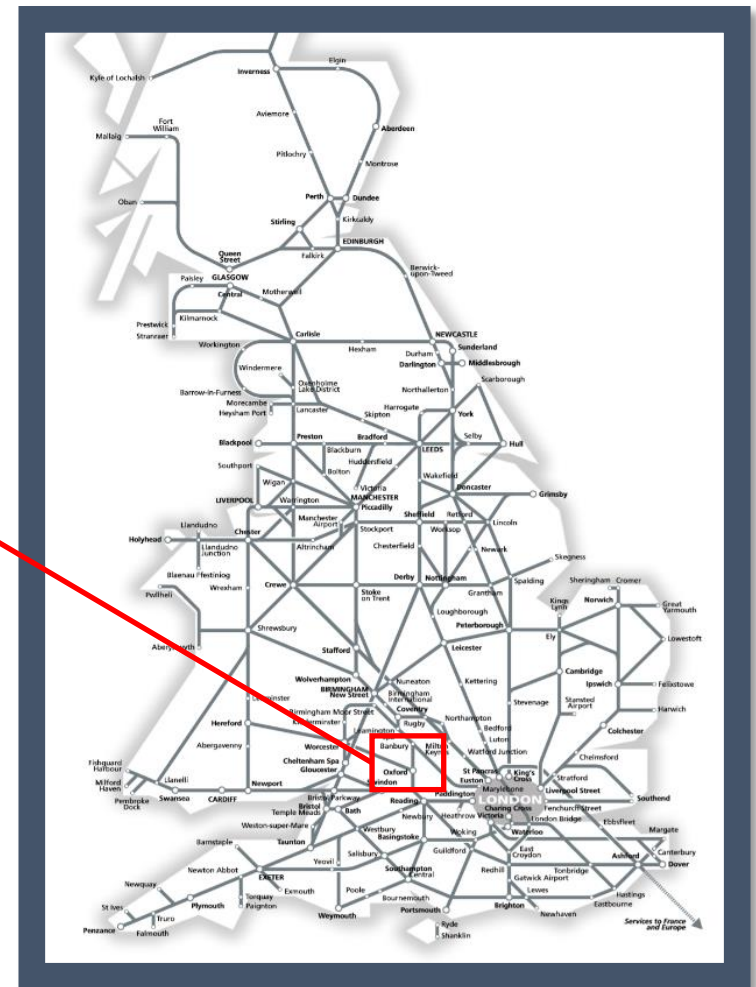 Elgin
Kyle of Lochalsh
Inverness
Aviemore
Fort
William
Mallaig
Aberdeen
Pitlochry
Montrose
Oban
Perth
Dundee
Stirling
Kirkcaldy
EDINBURGH
Queen
Street
Falkirk
Berwick-
upon-Tweed
Paisley
GLASGOW
Central
Motherwell
Prestwick
Kilmarnock
Stranraer
Carlisle
NEWCASTLE
Workington
Hexham
Sunderland
Durham
Darlington
Middlesbrough
Windermere
Scarborough
Oxenholme
Lake District
Northallerton
Barrow-in-Furness
Morecambe
Heysham Port
Lancaster
Harrogate
Skipton
York
Blackpool
Preston
Bradford
Selby
Hull
Blackburn
LEEDS
Southport
Huddersfield
Bolton
Wakefield
Wigan
Victoria
Doncaster
Grimsby
LIVERPOOL
Warrington
MANCHESTER
Piccadilly
Manchester
Airport
Sheffield
Retford
Lincoln
Llandudno
Chester
Stockport
Worksop
Holyhead
Llandudno
Junction
Altrincham
Chesterfield
Newark
Skegness
Blaenau Ffestiniog
Wrexham
Crewe
Stoke
on Trent
Derby
Nottingham
Spalding
Sheringham
Cromer
Pwllheli
Grantham
Kings
Lynn
Norwich
Great
Yarmouth
Loughborough
Shrewsbury
Peterborough
Ely
Lowestoft
Aberystwyth
Stafford
Leicester
Wolverhampton
Nuneaton
Kettering
Cambridge
BIRMINGHAM
New Street
Birmingham
International
Ipswich
Felixstowe
Leominster
Coventry
Stevenage
Stansted
Airport
Birmingham Moor Street
Rugby
Northampton
Harwich
Hereford
Kidderminster
Leamington
Spa
Bedford
Colchester
Abergavenny
Worcester
Banbury
Milton
Keynes
Luton
Watford Junction
Chelmsford
Fishguard
Harbour
Cheltenham Spa
Gloucester
Oxford
St Pancras
King's
Cross
Stratford
Milford
Haven
Llanelli
Newport
Swindon
Euston
Marylebone
Liverpool Street
Pembroke
Dock
Swansea
CARDIFF
Bristol Parkway
Reading
Paddington
LONDON
Fenchurch Street
Southend
Bristol
Temple Meads
Bath
Newbury
Heathrow
Victoria
Charing Cross
London Bridge
Ebbsfleet
Weston-super-Mare
Westbury
Basingstoke
Woking
Waterloo
Margate
Barnstaple
Taunton
Salisbury
Guildford
East
Croydon
Canterbury
Newton Abbot
Yeovil
Southampton
Central
Redhill
Gatwick Airport
Tonbridge
Ashford
Dover
Newquay
EXETER
Exmouth
Poole
Bournemouth
Lewes
Hastings
Eastbourne
St Ives
Truro
Plymouth
Torquay
Paignton
Weymouth
Portsmouth
Brighton
Newhaven
Penzance
Falmouth
Ryde
Shanklin
Services to France
and Europe